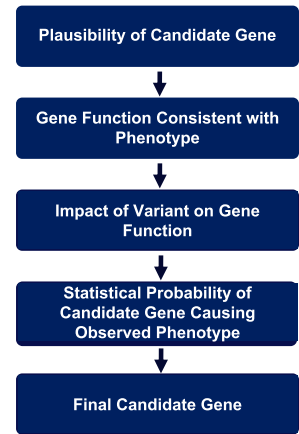 Plausibility of Candidate Gene
Gene Function Consistent with
Phenotype
Impact of Variant on Gene
Function
Statistical Probability of
Candidate Gene Causing
Observed Phenotype
Final Candidate Gene